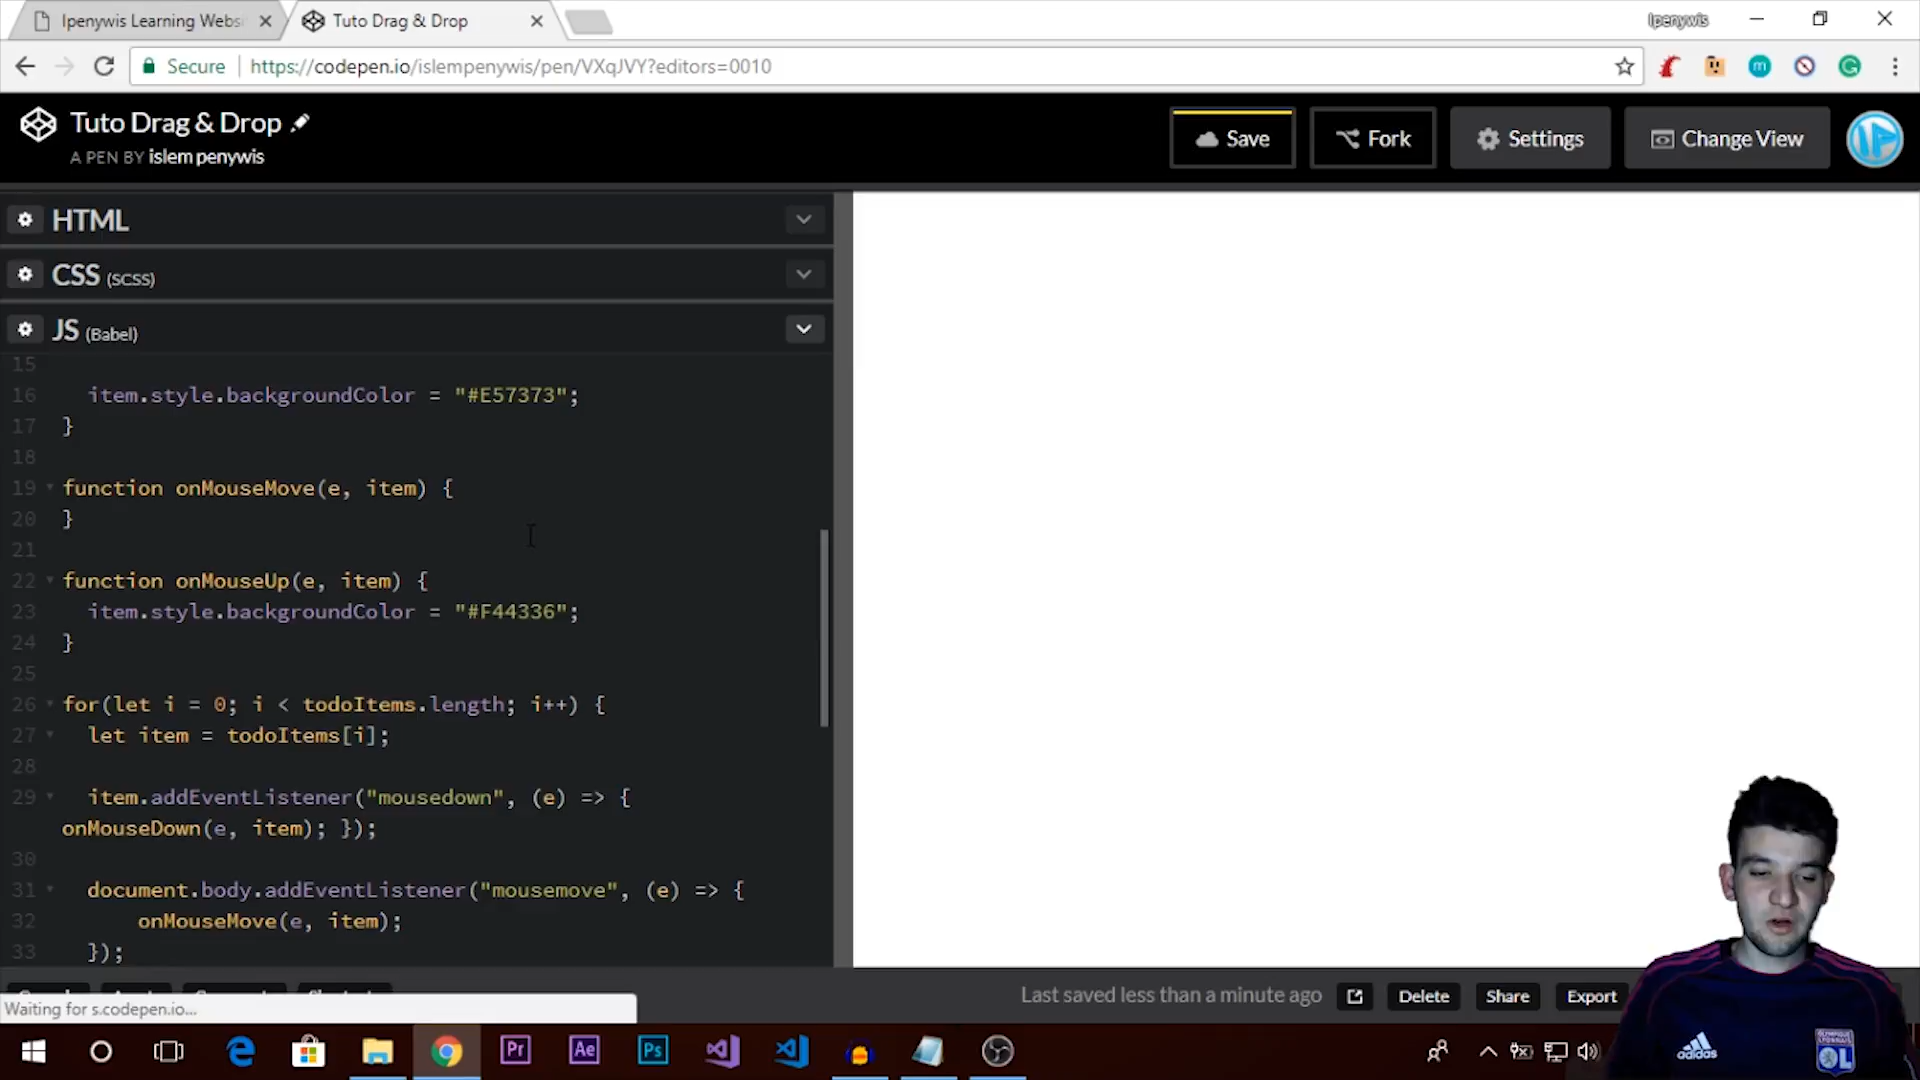 Ipenywis Learning Webs
Tuto Drag & Drop
Ipenywis
Secure
https://codepen.io/islempenywis/pen/VXqJVY?editors=0010
Tuto Drag & Drop
A PEN BY islem penywis
Save
Fork
Settings
Change View
HTML
CSS (SCSS)
JS (Babel)
15
16 item.style.backgroundColor = "#E57373";
17 }
18
19 function onMouseMove(e, item) {
20 }
21
22 function onMouseUp(e, item) {
23 item.style.backgroundColor = "#F44336";
24 }
25
26 for(let i = 0; i < todoItems.length; i++) {
27 let item = todoItems[i];
28
29 item.addEventListener("mousedown", (e) => {
onMouseDown(e, item); });
30
31 document.body.addEventListener("mousemove", (e) => {
32 onMouseMove(e, item);
33 });
Last saved less than a minute ago
Delete
Share
Export
Waiting for s.codepen.io...
Pr
Ae
Ps
adidas
OL